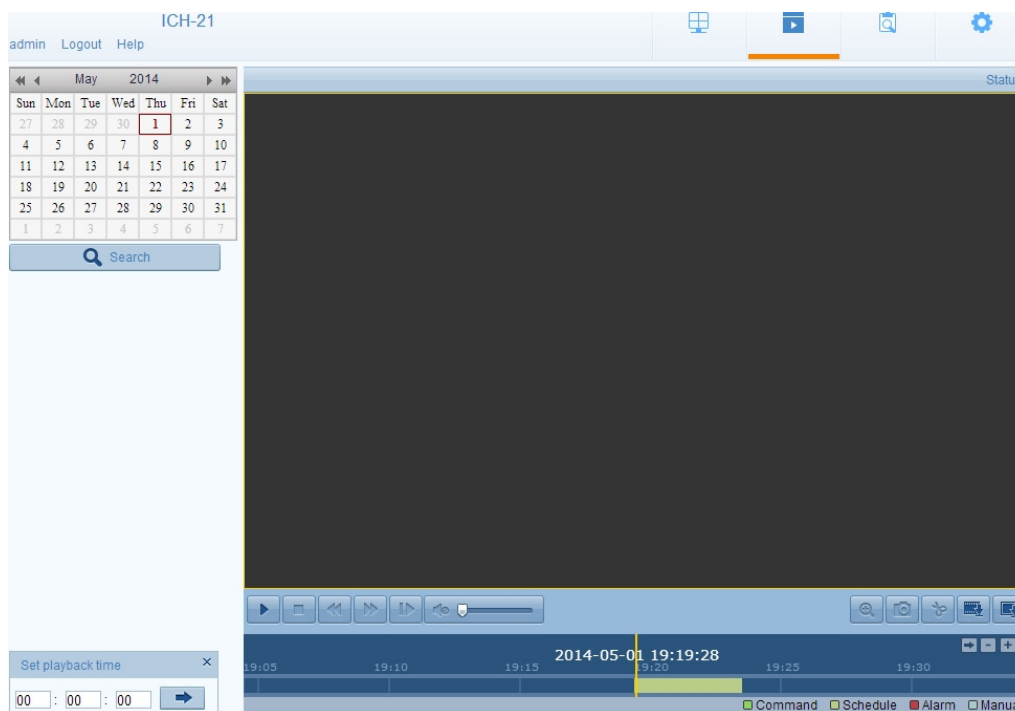 ICH-21
admin Logout Help
May 2014
Statu
Sun Mon Tue Wed Thu Fri Sat
27 28 29 30 1 2 3
4 5 6 7 8 9 10
11 12 13 14 15 16 17
18 19 20 21 22 23 24
25 26 27 28 29 30 31
1 2 3 4 5 6 7
Search
Set playback time
00 : 00 : 00
2014-05-01 19:19:28
19:05 19:10 19:15 19:20 19:25 19:30
Command Schedule Alarm Manua